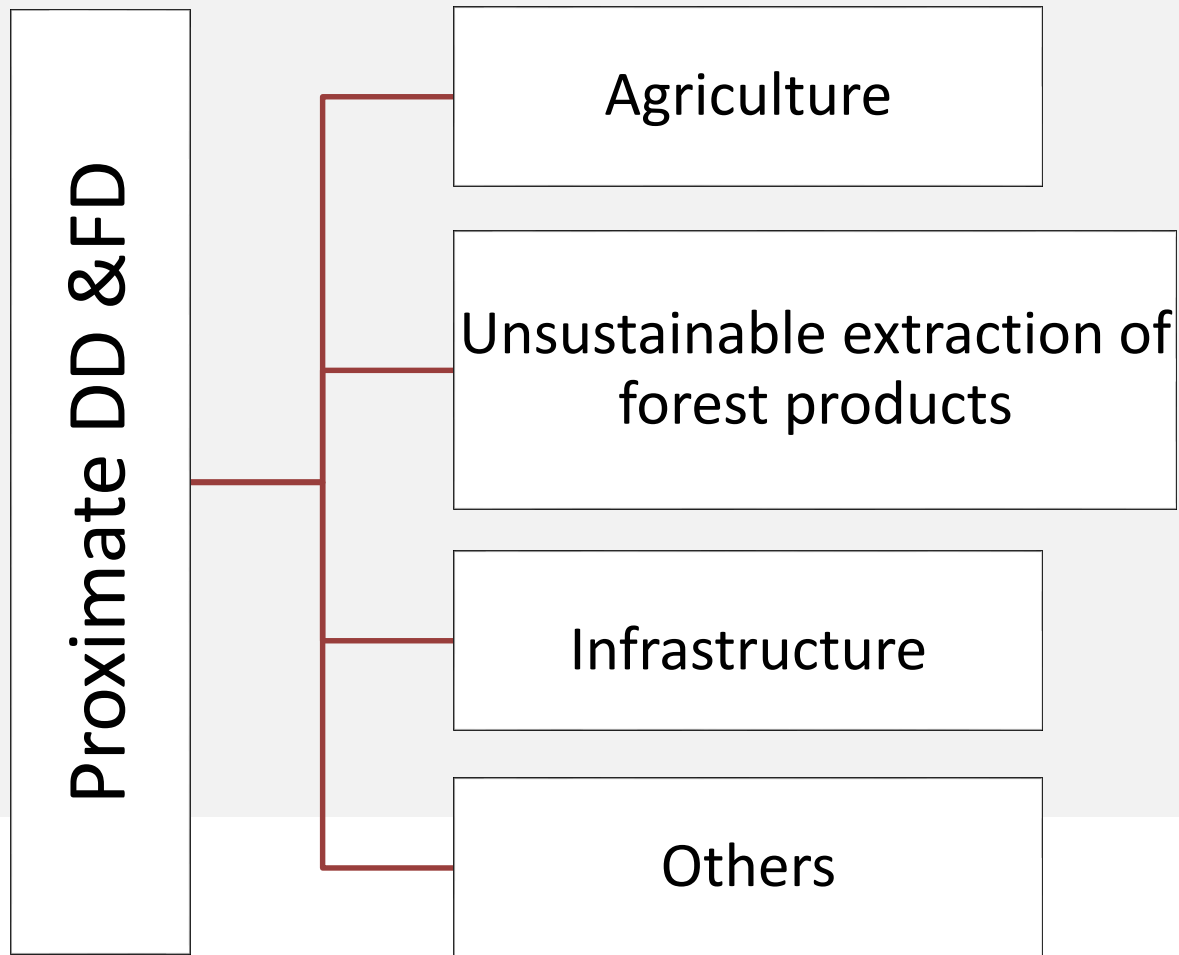 Proximate DD &FD
Agriculture
Unsustainable extraction of
forest products
Infrastructure
Others